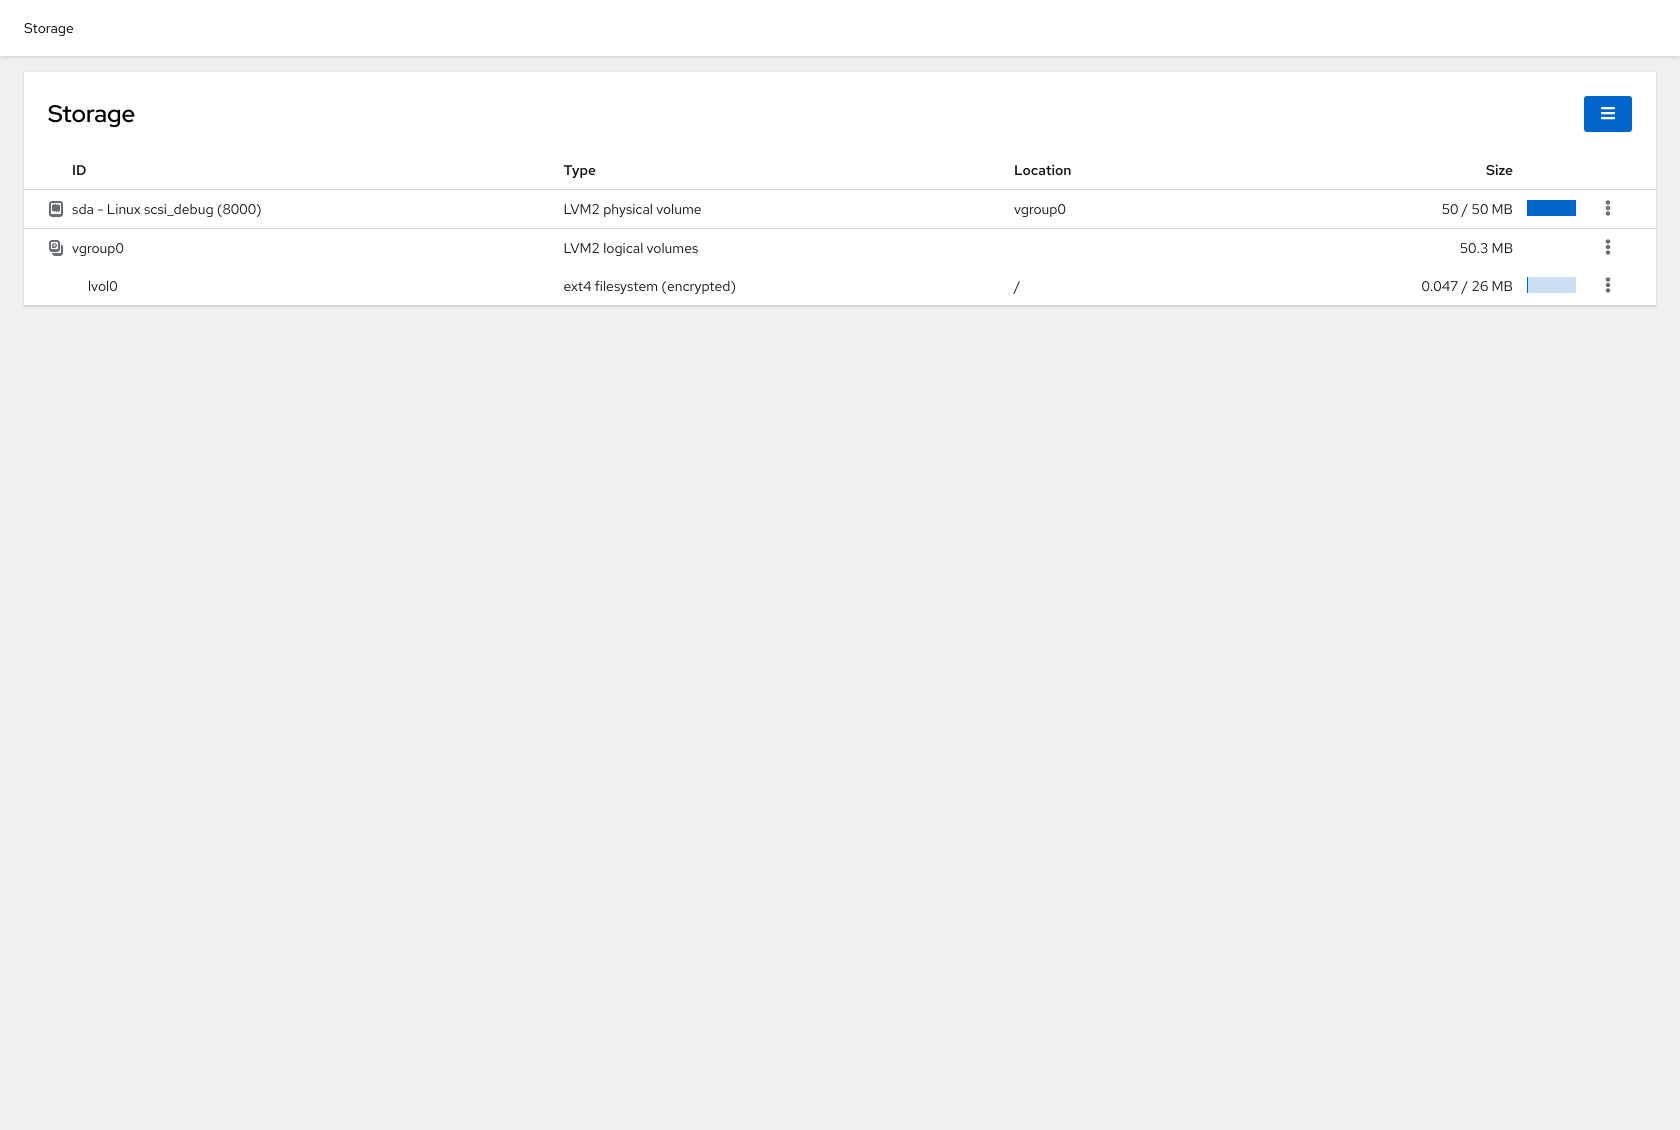 Storage
Storage
ID Type Location Size
sda - Linux scsi_debug (8000) LVM2 physical volume vgroup0 50 / 50 MB
vgroup0 LVM2 logical volumes 50.3 MB
lvol0 ext4 filesystem (encrypted) / 0.047 / 26 MB